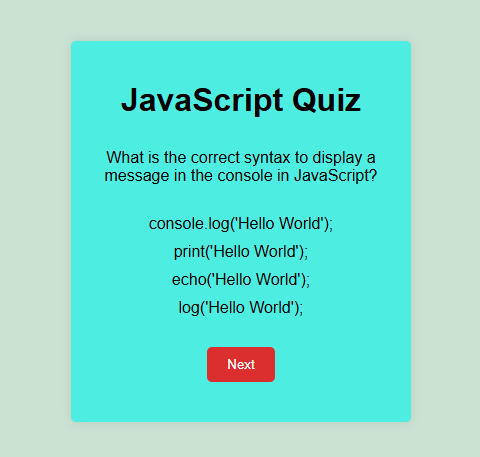 JavaScript Quiz
What is the correct syntax to display a
message in the console in JavaScript?
console.log('Hello World');
print('Hello World');
echo('Hello World');
log('Hello World');
Next